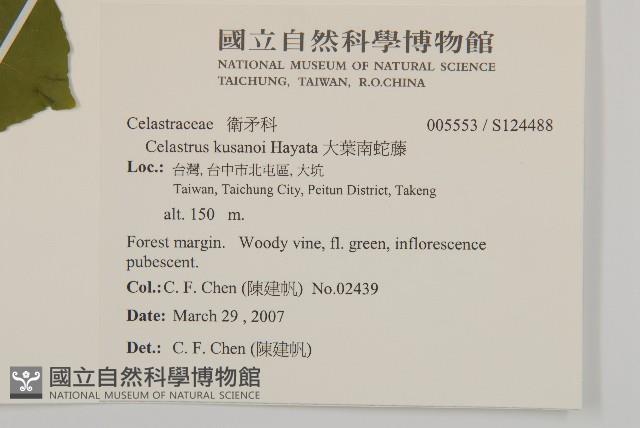 國立自然科學博物館
NATIONAL MUSEUM OF NATURAL SCIENCE
TAICHUNG, TAIWAN, R.O.CHINA
Celastraceae 衛矛科 005553 / S124488
Celastrus kusanoi Hayata 大葉南蛇藤
Loc.: 台灣, 台中市北屯區, 大坑
Taiwan, Taichung City, Peitun District, Takeng
alt. 150 m.
Forest margin. Woody vine, fl. green, inflorescence
pubescent.
Col.: C. F. Chen (陳建帆) No.02439
Date: March 29 , 2007
Det.: C. F. Chen (陳建帆)
國立自然科學博物館
NATIONAL MUSEUM OF NATURAL SCIENCE